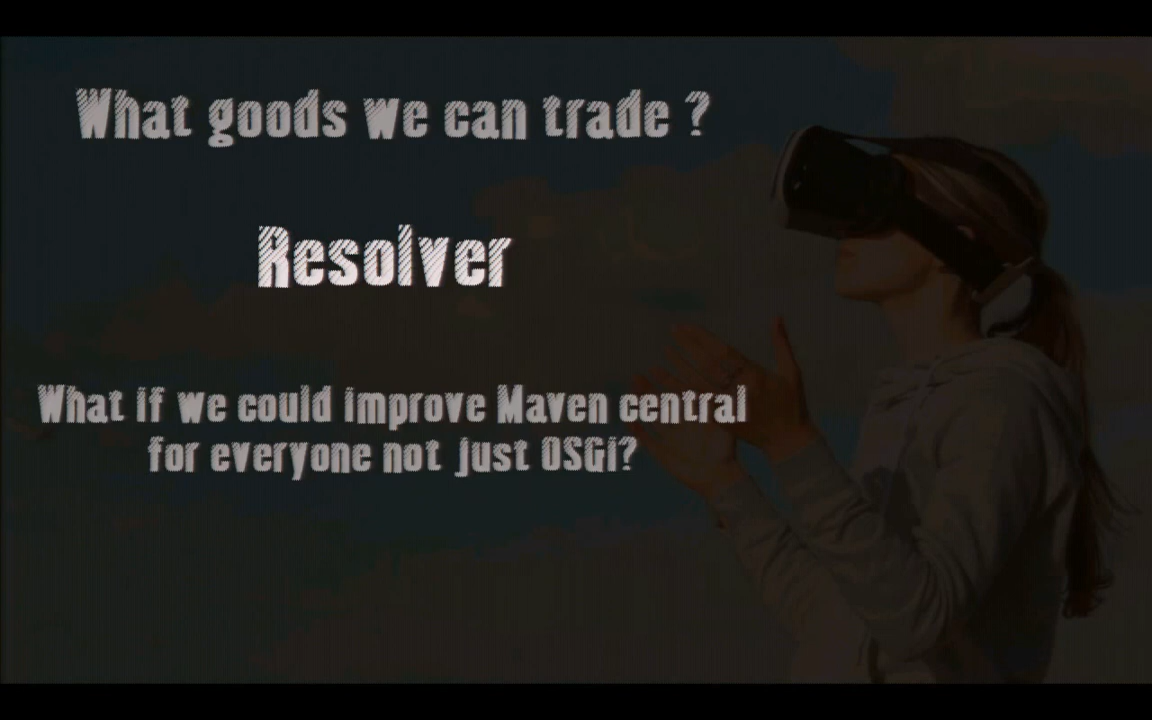 What goods we can trade ?
Resolver
What if we could improve Maven central
for everyone not just OSGi?